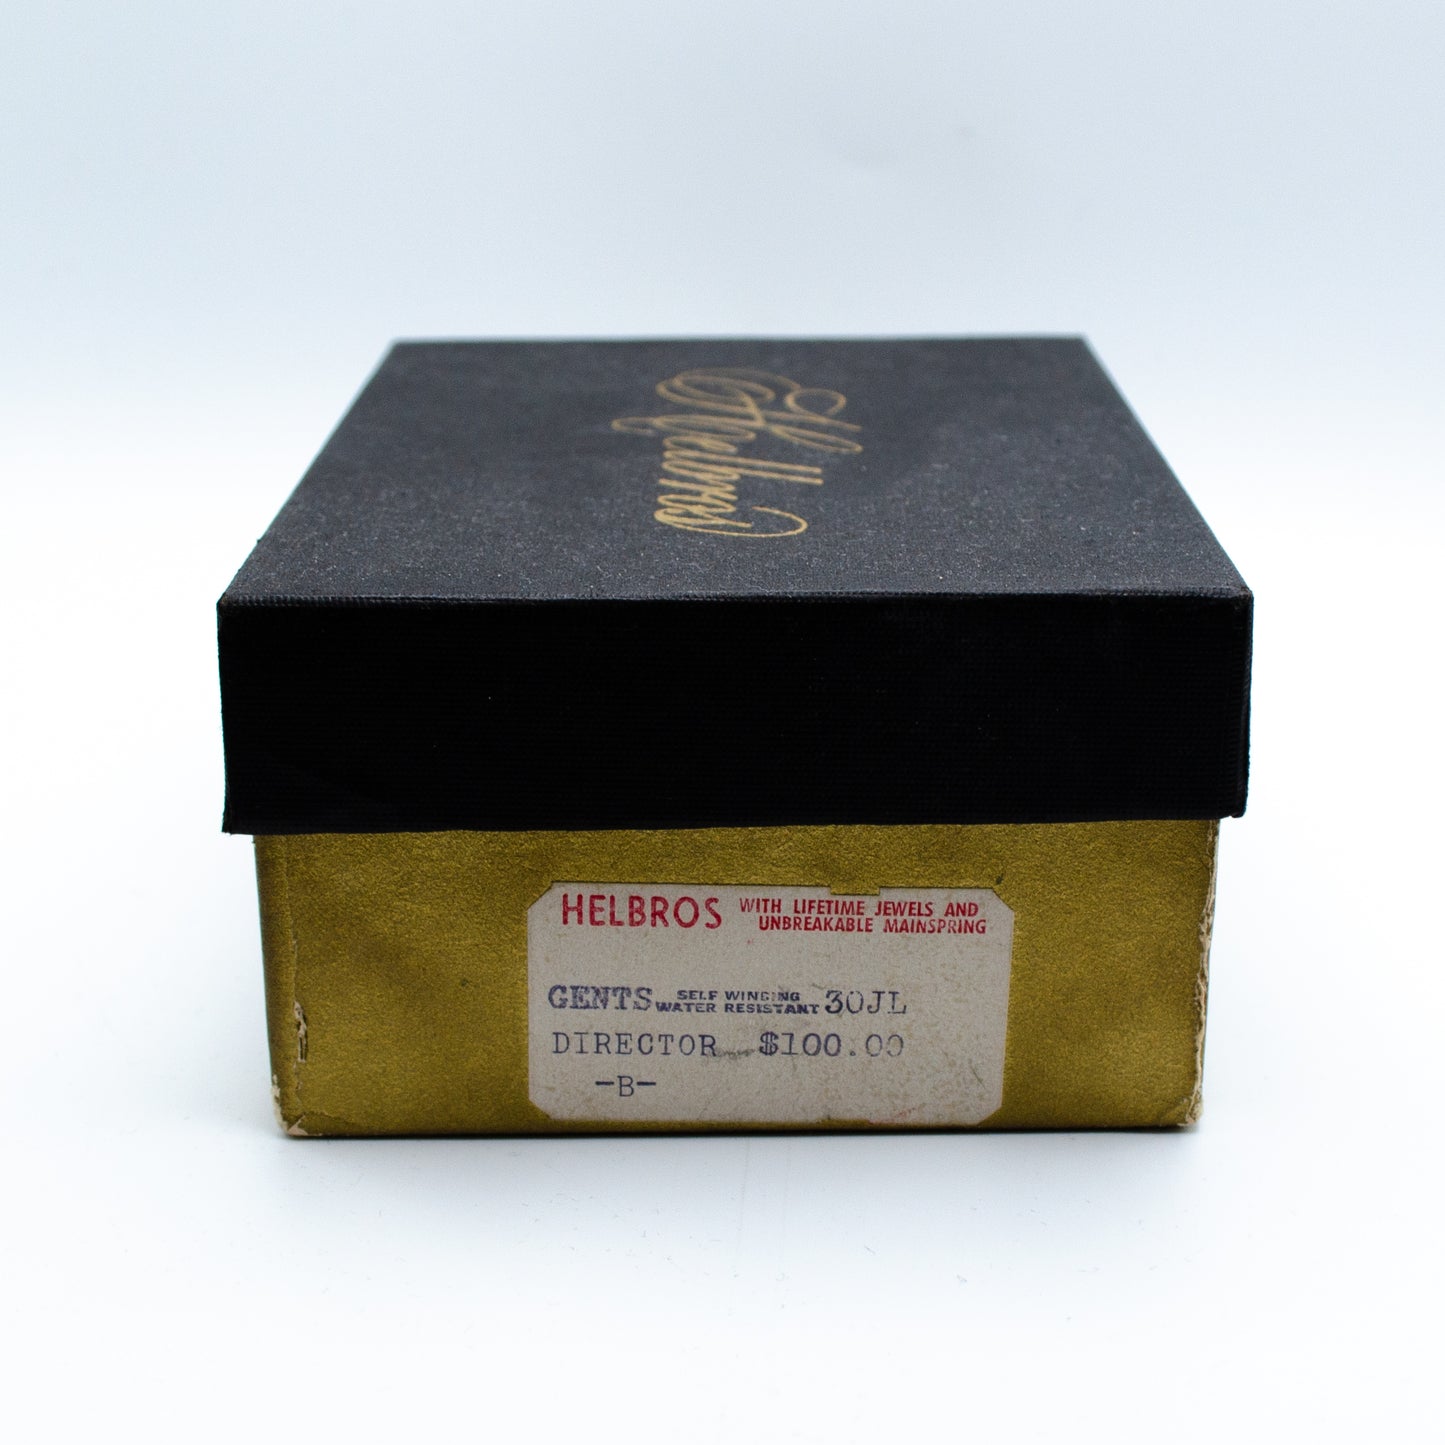 Helbros
HELBROS WITH LIFETIME JEWELS AND
UNBREAKABLE MAINSPRING
GENTS SELF WINDING 30JL
WATER RESISTANT
DIRECTOR $100.00
-B-